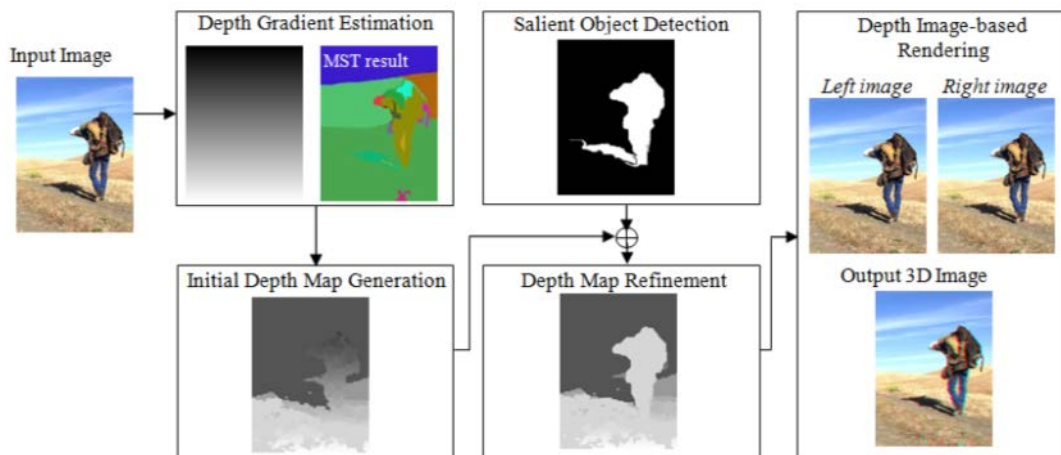 Input Image
Depth Gradient Estimation
MST result
Salient Object Detection
Depth Image-based
Rendering
Left image
Right image
Initial Depth Map Generation
Depth Map Refinement
Output 3D Image